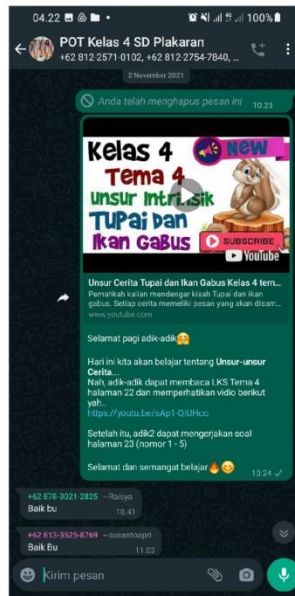 04.22
100%
POT Kelas 4 SD Plakaran
+62 812-2571-0102, +62 812-2754-7840, ...
2 November 2021
Anda telah menghapus pesan ini 10.23
Kelas 4 NEW
Tema 4
unsur Intrinsik
TUPai Dan
Ikan Gabus SUBSCRIBE
YouTube
Unsur Cerita Tupai dan Ikan Gabus Kelas 4 tem...
Pernahkah kalian mendengar kisah Tupai dan ikan
gabus. Setiap cerita memeliki pesan yang akan disam...
www.youtube.com
Selamat pagi adik-adik😊
Hari ini kita akan belajar tentang Unsur-unsur
Cerita...
Nah, adik-adik dapat membaca LKS Tema 4
halaman 22 dan memperhatikan vidio berikut
yah..
https://youtu.be/sAp1-QIUHcc
Setelah itu, adik2 dapat mengerjakan soal
halaman 23 (nomor 1 - 5)
Selamat dan semangat belajar🔥😊
10.24
+62 878-3021-2825 ~Raisya
Baik bu 10.41
+62 813-3525-8769 ~susantoapri
Baik Bu 11.03
Kirim pesan